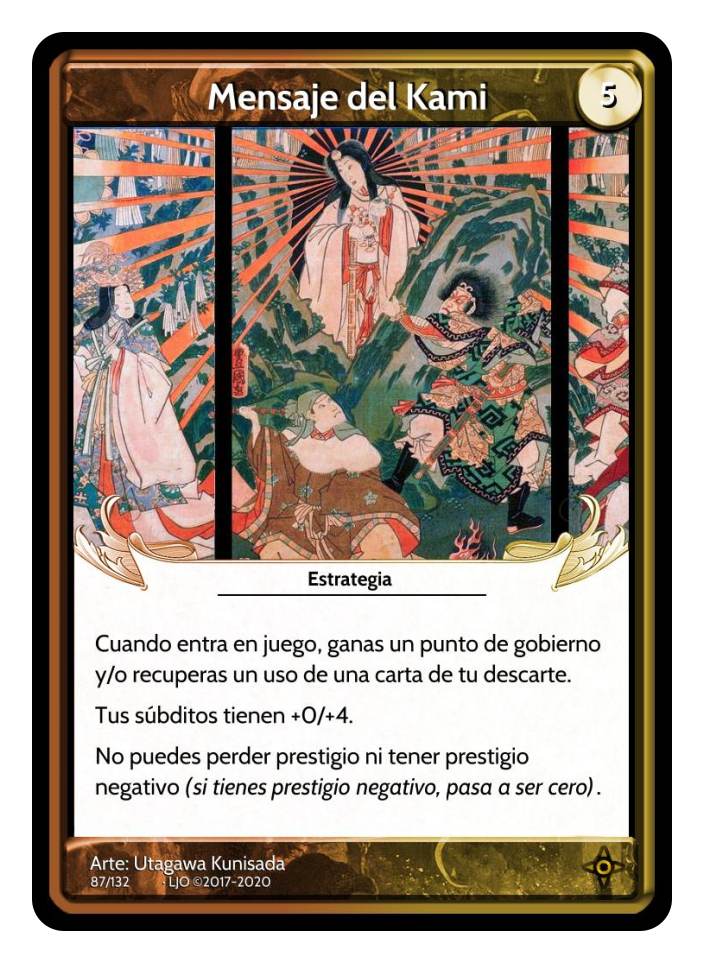 Mensaje del Kami
5
Estrategia
Cuando entra en juego, ganas un punto de gobierno
y/o recuperas un uso de una carta de tu descarte.
Tus súbditos tienen +0/+4.
No puedes perder prestigio ni tener prestigio
negativo (si tienes prestigio negativo, pasa a ser cero).
Arte: Utagawa Kunisada
87/132 · LJO ©2017-2020